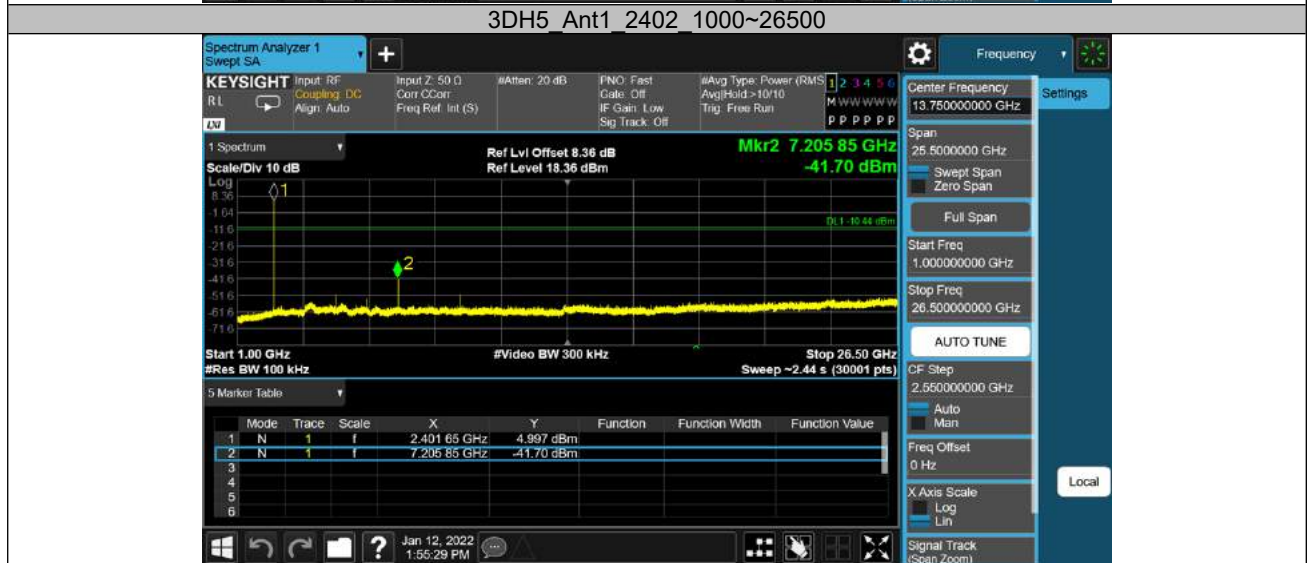 3DH5_Ant1_2402_1000~26500
Spectrum Analyzer 1
Swept SA
Frequency
KEYSIGHT
RL
LXI
Input: RF
Coupling: DC
Align: Auto
Input Z: 50 Ω
Corr CCorr
Freq Ref: Int (S)
#Atten: 20 dB
PNO: Fast
Gate: Off
IF Gain: Low
Sig Track: Off
#Avg Type: Power (RMS
Avg|Hold:>10/10
Trig: Free Run
1 2 3 4 5 6
M W W W W W
P P P P P P
1 Spectrum
Scale/Div 10 dB
Ref Lvl Offset 8.36 dB
Ref Level 18.36 dBm
Mkr2 7.205 85 GHz
-41.70 dBm
Log
8.36
-1.64
-11.6
-21.6
-31.6
-41.6
-51.6
-61.6
-71.6
1
2
DL1 -10.44 dBm
Start 1.00 GHz
#Res BW 100 kHz
#Video BW 300 kHz
Stop 26.50 GHz
Sweep ~2.44 s (30001 pts)
5 Marker Table
Mode Trace Scale X Y Function Function Width Function Value
1 N 1 f 2.401 65 GHz 4.997 dBm
2 N 1 f 7.205 85 GHz -41.70 dBm
3
4
5
6
Jan 12, 2022
1:55:29 PM
Center Frequency
13.750000000 GHz
Settings
Span
25.5000000 GHz
Swept Span
Zero Span
Full Span
Start Freq
1.000000000 GHz
Stop Freq
26.500000000 GHz
AUTO TUNE
CF Step
2.550000000 GHz
Auto
Man
Freq Offset
0 Hz
X Axis Scale
Log
Lin
Signal Track
(Span Zoom)
Local